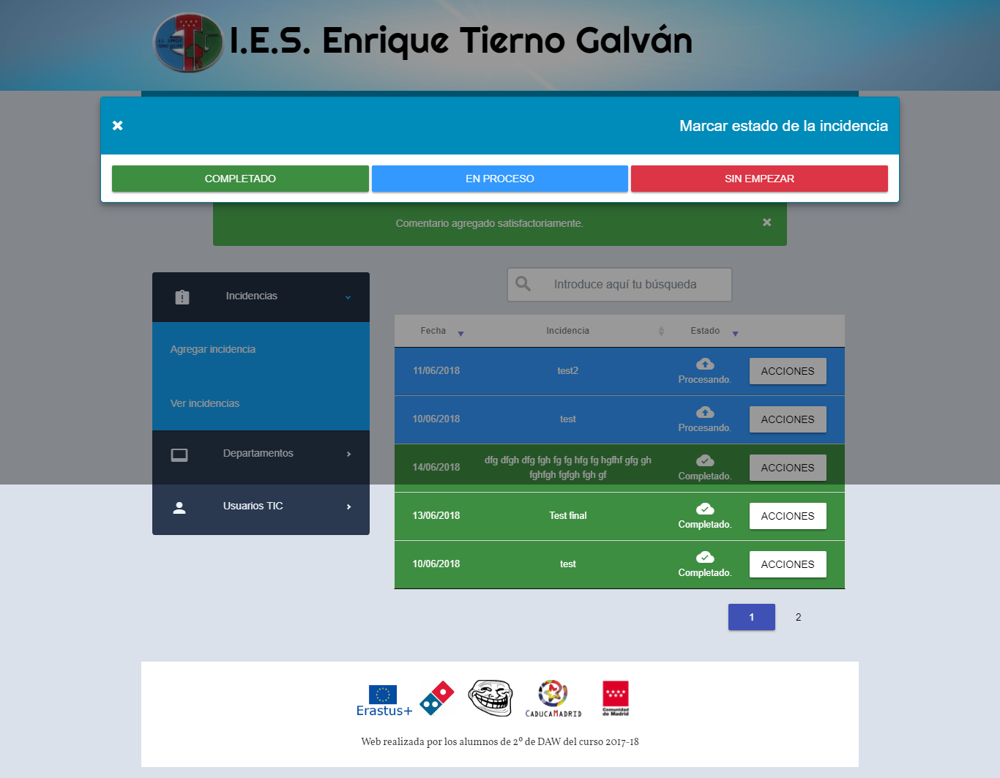 I.E.S. Enrique Tierno Galván
Marcar estado de la incidencia
COMPLETADO EN PROCESO SIN EMPEZAR
Comentario agregado satisfactoriamente.
Incidencias
Agregar incidencia
Ver incidencias
Departamentos
Usuarios TIC
Introduce aquí tu búsqueda
Fecha Incidencia Estado
11/06/2018 test2 Procesando. ACCIONES
10/06/2018 test Procesando. ACCIONES
14/06/2018 dfg dfgh dfg fgh fg fg hfg fg hgfhf gfg gh
fghfgh fgfgh fgh gf Completado. ACCIONES
13/06/2018 Test final Completado. ACCIONES
10/06/2018 test Completado. ACCIONES
1 2
Erasmus+
CADUCAMADRID
Comunidad
de Madrid
Web realizada por los alumnos de 2º de DAW del curso 2017-18